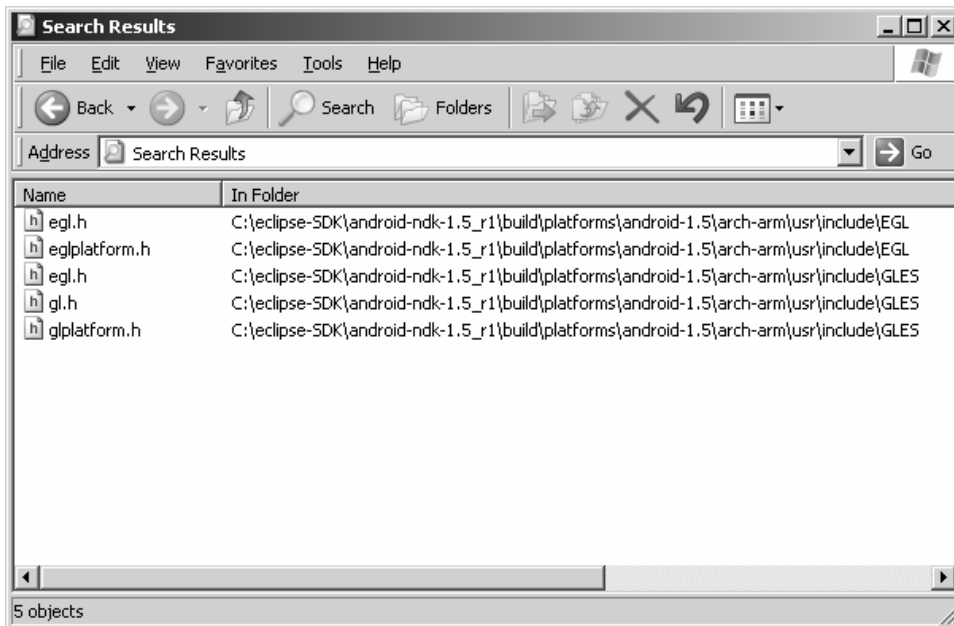 Search Results
File Edit View Favorites Tools Help
Back Search Folders
Address Search Results Go
Name In Folder
egl.h C:\eclipse-SDK\android-ndk-1.5_r1\build\platforms\android-1.5\arch-arm\usr\include\EGL
eglplatform.h C:\eclipse-SDK\android-ndk-1.5_r1\build\platforms\android-1.5\arch-arm\usr\include\EGL
egl.h C:\eclipse-SDK\android-ndk-1.5_r1\build\platforms\android-1.5\arch-arm\usr\include\GLES
gl.h C:\eclipse-SDK\android-ndk-1.5_r1\build\platforms\android-1.5\arch-arm\usr\include\GLES
glplatform.h C:\eclipse-SDK\android-ndk-1.5_r1\build\platforms\android-1.5\arch-arm\usr\include\GLES
5 objects